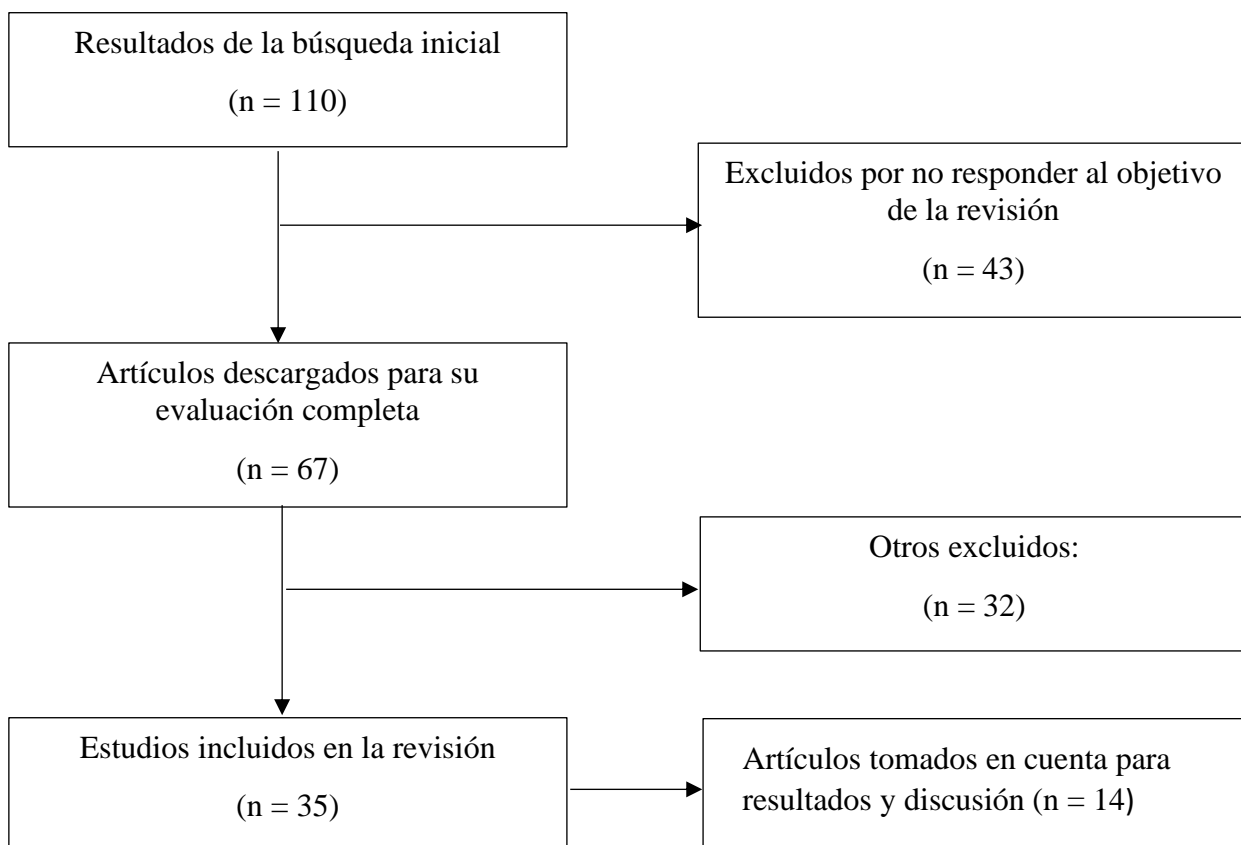 Resultados de la búsqueda inicial
(n = 110)
Excluidos por no responder al objetivo
de la revisión
(n = 43)
Artículos descargados para su
evaluación completa
(n = 67)
Otros excluidos:
(n = 32)
Estudios incluidos en la revisión
(n = 35)
Artículos tomados en cuenta para
resultados y discusión (n = 14)